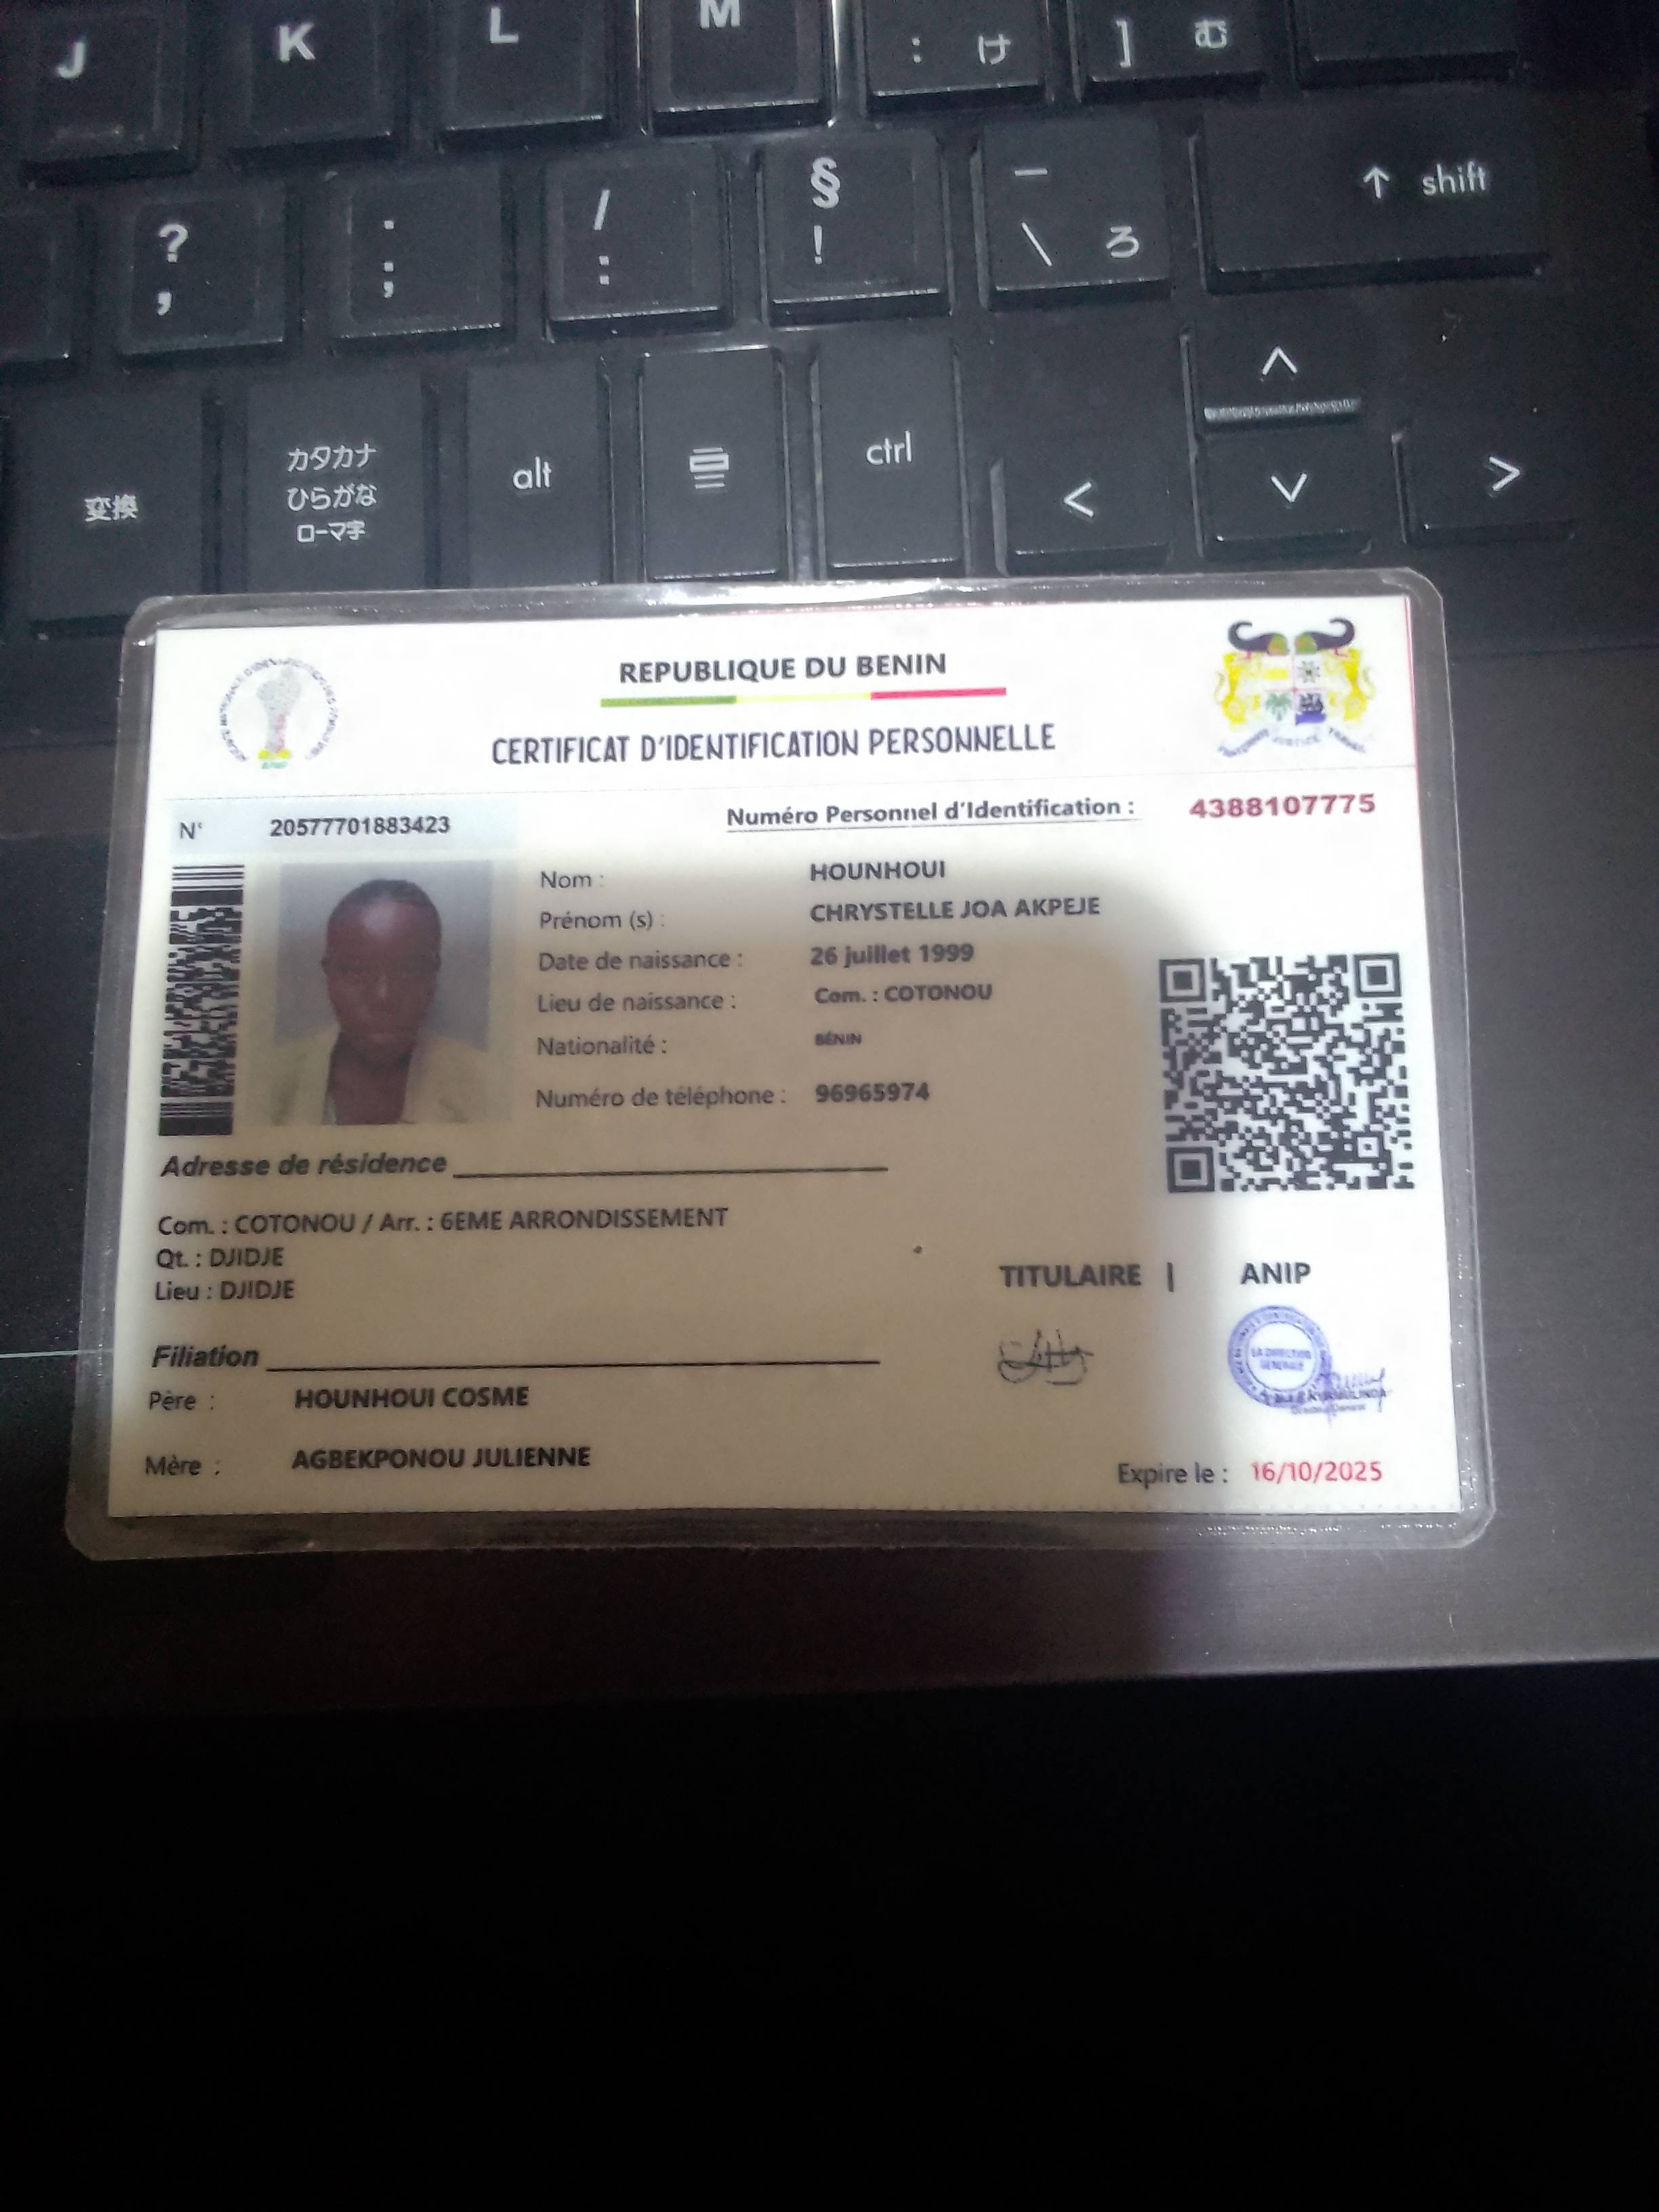 J K L M : け ] む
? , . ; / : § ! _ \ ろ ↑ shift
変換 カタカナ ひらがな ローマ字 alt ctrl < ^ v >
REPUBLIQUE DU BENIN
CERTIFICAT D'IDENTIFICATION PERSONNELLE
N° 20577701883423
Numéro Personnel d'Identification : 4388107775
Nom : HOUNHOUI
Prénom (s) : CHRYSTELLE JOA AKPEJE
Date de naissance : 26 juillet 1999
Lieu de naissance : Com. : COTONOU
Nationalité : BÉNIN
Numéro de téléphone : 96965974
Adresse de résidence
Com. : COTONOU / Arr. : 6EME ARRONDISSEMENT
Qt. : DJIDJE
Lieu : DJIDJE
TITULAIRE | ANIP
LA DIRECTION
GENERALE
Filiation
Père : HOUNHOUI COSME
Mère : AGBEKPONOU JULIENNE
Expire le : 16/10/2025